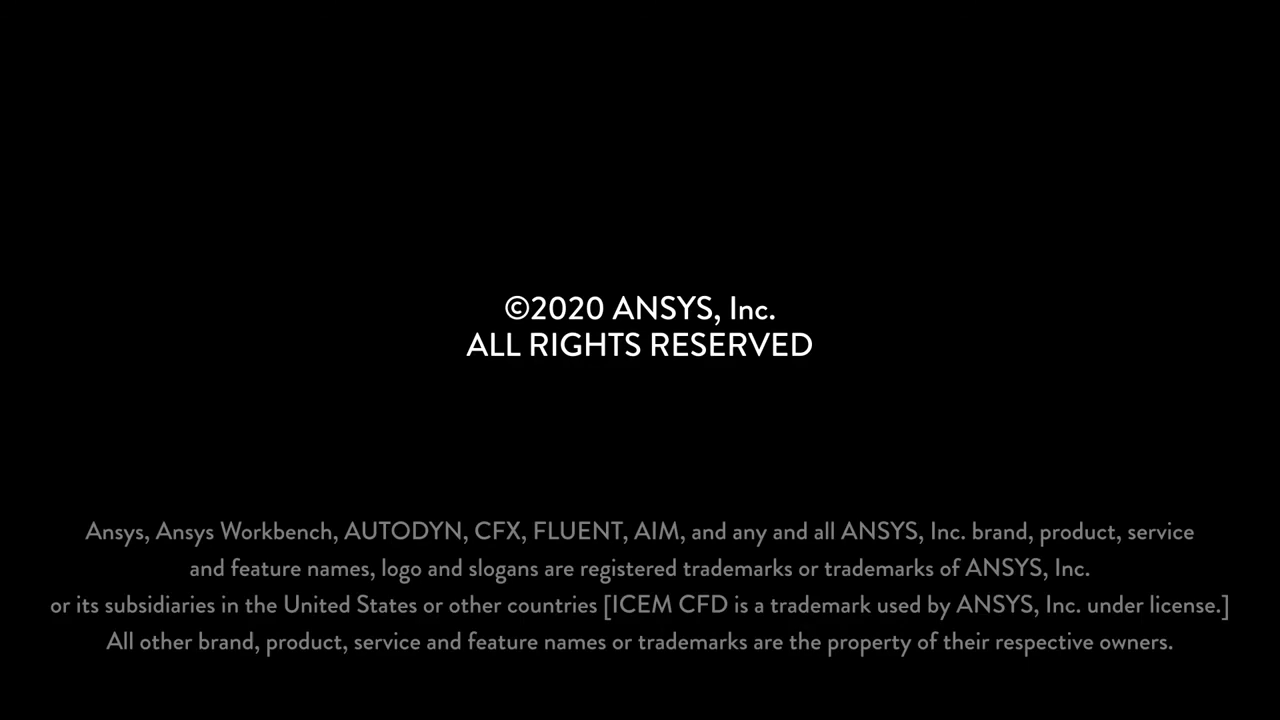 ©2020 ANSYS, Inc.
ALL RIGHTS RESERVED
Ansys, Ansys Workbench, AUTODYN, CFX, FLUENT, AIM, and any and all ANSYS, Inc. brand, product, service
and feature names, logo and slogans are registered trademarks or trademarks of ANSYS, Inc.
or its subsidiaries in the United States or other countries [ICEM CFD is a trademark used by ANSYS, Inc. under license.]
All other brand, product, service and feature names or trademarks are the property of their respective owners.